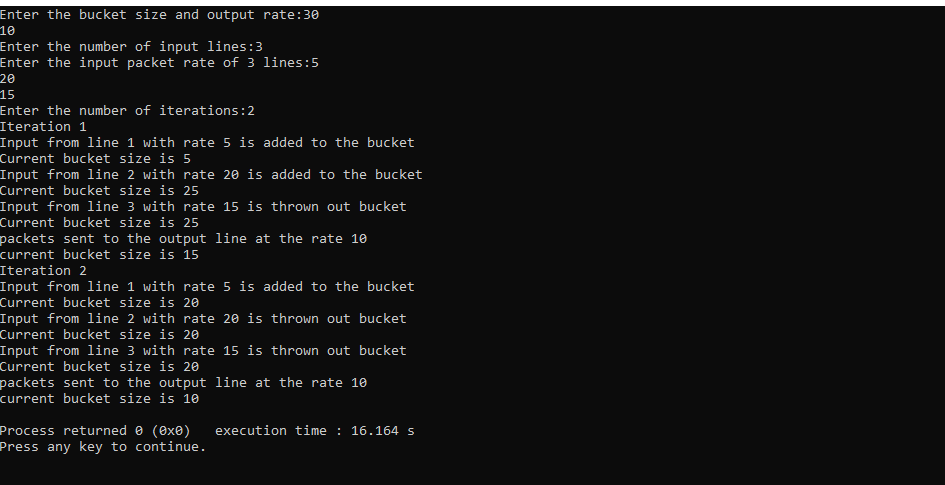 Enter the bucket size and output rate:30
10
Enter the number of input lines:3
Enter the input packet rate of 3 lines:5
20
15
Enter the number of iterations:2
Iteration 1
Input from line 1 with rate 5 is added to the bucket
Current bucket size is 5
Input from line 2 with rate 20 is added to the bucket
Current bucket size is 25
Input from line 3 with rate 15 is thrown out bucket
Current bucket size is 25
packets sent to the output line at the rate 10
current bucket size is 15
Iteration 2
Input from line 1 with rate 5 is added to the bucket
Current bucket size is 20
Input from line 2 with rate 20 is thrown out bucket
Current bucket size is 20
Input from line 3 with rate 15 is thrown out bucket
Current bucket size is 20
packets sent to the output line at the rate 10
current bucket size is 10
Process returned 0 (0x0)   execution time : 16.164 s
Press any key to continue.